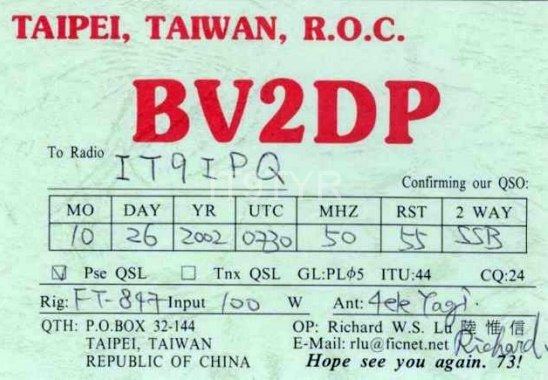 TAIPEI, TAIWAN, R.O.C.
BV2DP
To Radio IT9IPQ
Confirming our QSO:
MO DAY YR UTC MHZ RST 2 WAY
10 26 2002 0730 50 55 SSB
☑ Pse QSL ☐ Tnx QSL GL:PLØ5 ITU:44 CQ:24
Rig: FT-847 Input 100 W Ant: 4ele Yagi.
QTH: P.O.BOX 32-144 OP: Richard W.S. Lu 陸惟信
TAIPEI, TAIWAN E-Mail: rlu@ficnet.net Richard
REPUBLIC OF CHINA Hope see you again. 73!